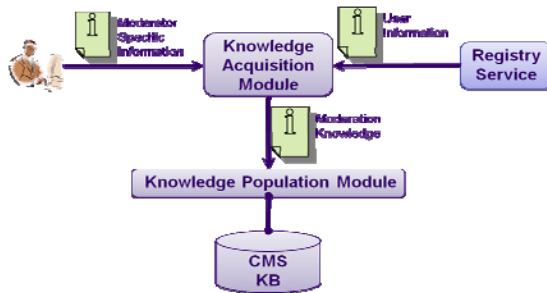 Moderator
Specific
Information
Knowledge
Acquisition
Module
User
Information
Registry
Service
Moderation
Knowledge
Knowledge Population Module
CMS
KB